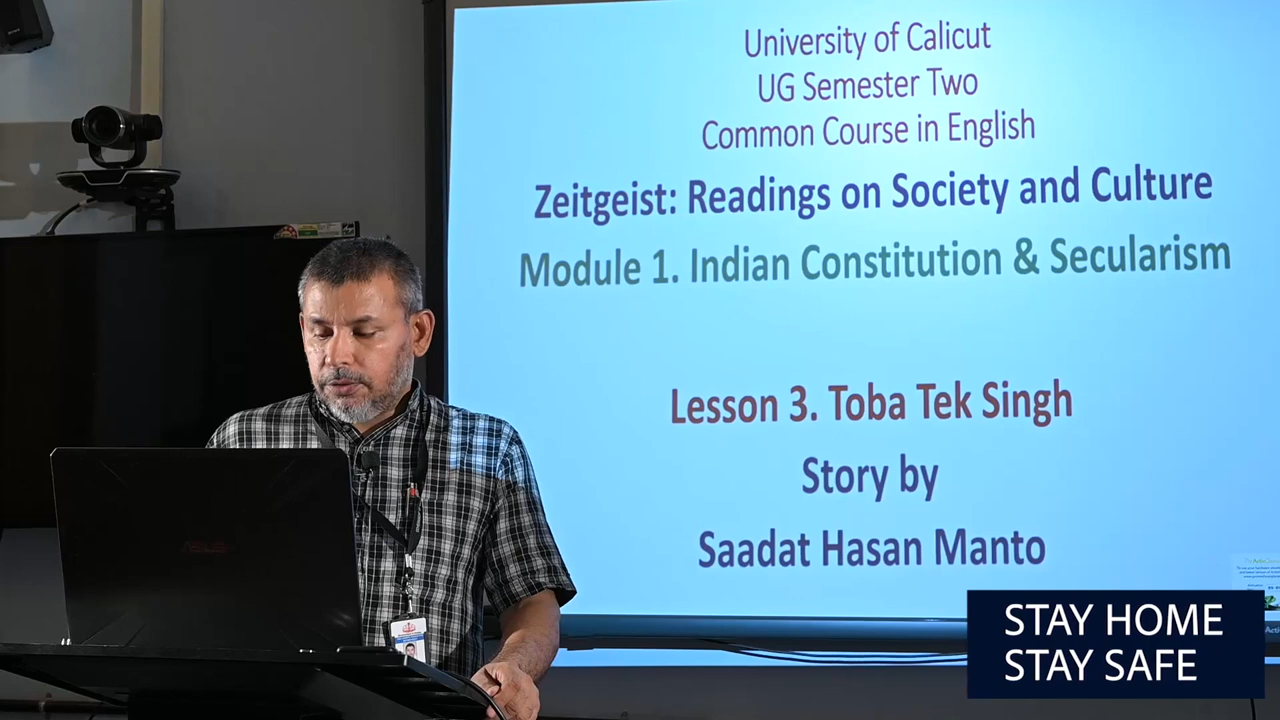 University of Calicut
UG Semester Two
Common Course in English
Zeitgeist: Readings on Society and Culture
Module 1. Indian Constitution & Secularism
Lesson 3. Toba Tek Singh
Story by
Saadat Hasan Manto
STAY HOME
STAY SAFE